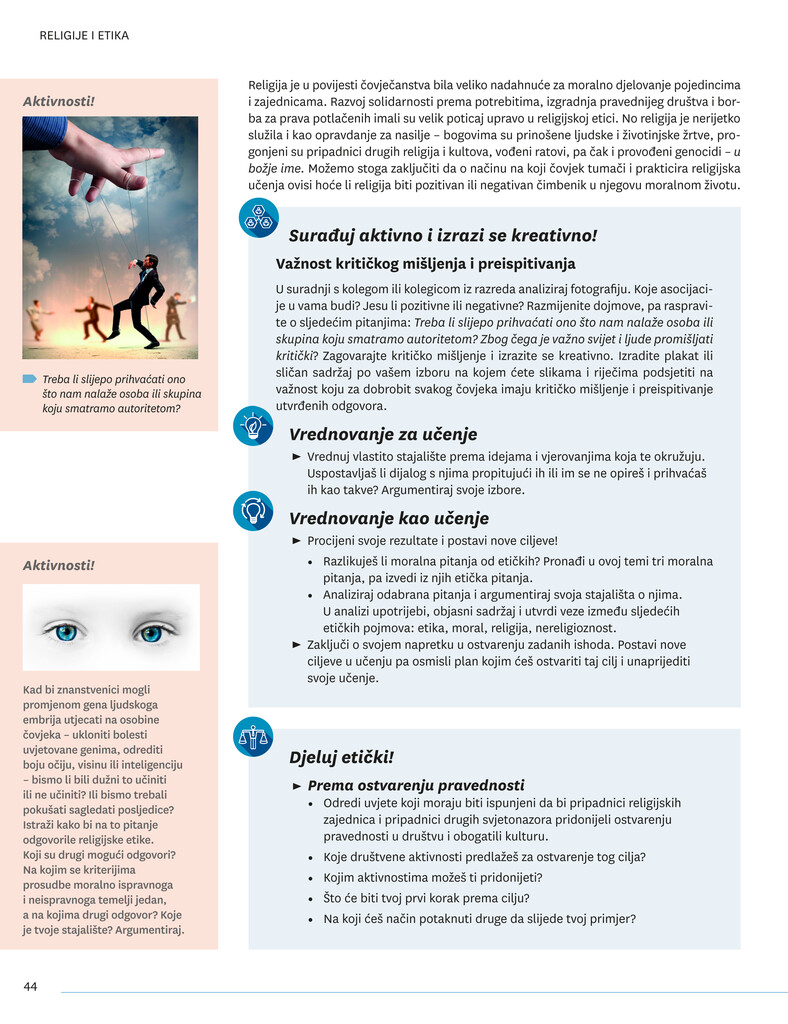 RELIGIJE I ETIKA
Aktivnosti!
Treba li slijepo prihvaćati ono
što nam nalaže osoba ili skupina
koju smatramo autoritetom?
Aktivnosti!
Kad bi znanstvenici mogli
promjenom gena ljudskoga
embrija utjecati na osobine
čovjeka – ukloniti bolesti
uvjetovane genima, odrediti
boju očiju, visinu ili inteligenciju
– bismo li bili dužni to učiniti
ili ne učiniti? Ili bismo trebali
pokušati sagledati posljedice?
Istraži kako bi na to pitanje
odgovorile religijske etike.
Koji su drugi mogući odgovori?
Na kojim se kriterijima
prosudbe moralno ispravnoga
i neispravnoga temelji jedan,
a na kojima drugi odgovor? Koje
je tvoje stajalište? Argumentiraj.
Religija je u povijesti čovječanstva bila veliko nadahnuće za moralno djelovanje pojedincima
i zajednicama. Razvoj solidarnosti prema potrebitima, izgradnja pravednijeg društva i bor-
ba za prava potlačenih imali su velik poticaj upravo u religijskoj etici. No religija je nerijetko
služila i kao opravdanje za nasilje – bogovima su prinošene ljudske i životinjske žrtve, pro-
gonjeni su pripadnici drugih religija i kultova, vođeni ratovi, pa čak i provođeni genocidi – u
božje ime. Možemo stoga zaključiti da o načinu na koji čovjek tumači i prakticira religijska
učenja ovisi hoće li religija biti pozitivan ili negativan čimbenik u njegovu moralnom životu.
Surađuj aktivno i izrazi se kreativno!
Važnost kritičkog mišljenja i preispitivanja
U suradnji s kolegom ili kolegicom iz razreda analiziraj fotografiju. Koje asocijaci-
je u vama budi? Jesu li pozitivne ili negativne? Razmijenite dojmove, pa raspravi-
te o sljedećim pitanjima: Treba li slijepo prihvaćati ono što nam nalaže osoba ili
skupina koju smatramo autoritetom? Zbog čega je važno svijet i ljude promišljati
kritički? Zagovarajte kritičko mišljenje i izrazite se kreativno. Izradite plakat ili
sličan sadržaj po vašem izboru na kojem ćete slikama i riječima podsjetiti na
važnost koju za dobrobit svakog čovjeka imaju kritičko mišljenje i preispitivanje
utvrđenih odgovora.
Vrednovanje za učenje
► Vrednuj vlastito stajalište prema idejama i vjerovanjima koja te okružuju.
Uspostavljaš li dijalog s njima propitujući ih ili im se ne opireš i prihvaćaš
ih kao takve? Argumentiraj svoje izbore.
Vrednovanje kao učenje
► Procijeni svoje rezultate i postavi nove ciljeve!
• Razlikuješ li moralna pitanja od etičkih? Pronađi u ovoj temi tri moralna
pitanja, pa izvedi iz njih etička pitanja.
• Analiziraj odabrana pitanja i argumentiraj svoja stajališta o njima.
U analizi upotrijebi, objasni sadržaj i utvrdi veze između sljedećih
etičkih pojmova: etika, moral, religija, nereligioznost.
► Zaključi o svojem napretku u ostvarenju zadanih ishoda. Postavi nove
ciljeve u učenju pa osmisli plan kojim ćeš ostvariti taj cilj i unaprijediti
svoje učenje.
Djeluj etički!
► Prema ostvarenju pravednosti
• Odredi uvjete koji moraju biti ispunjeni da bi pripadnici religijskih
zajednica i pripadnici drugih svjetonazora pridonijeli ostvarenju
pravednosti u društvu i obogatili kulturu.
• Koje društvene aktivnosti predlažeš za ostvarenje tog cilja?
• Kojim aktivnostima možeš ti pridonijeti?
• Što će biti tvoj prvi korak prema cilju?
• Na koji ćeš način potaknuti druge da slijede tvoj primjer?
44